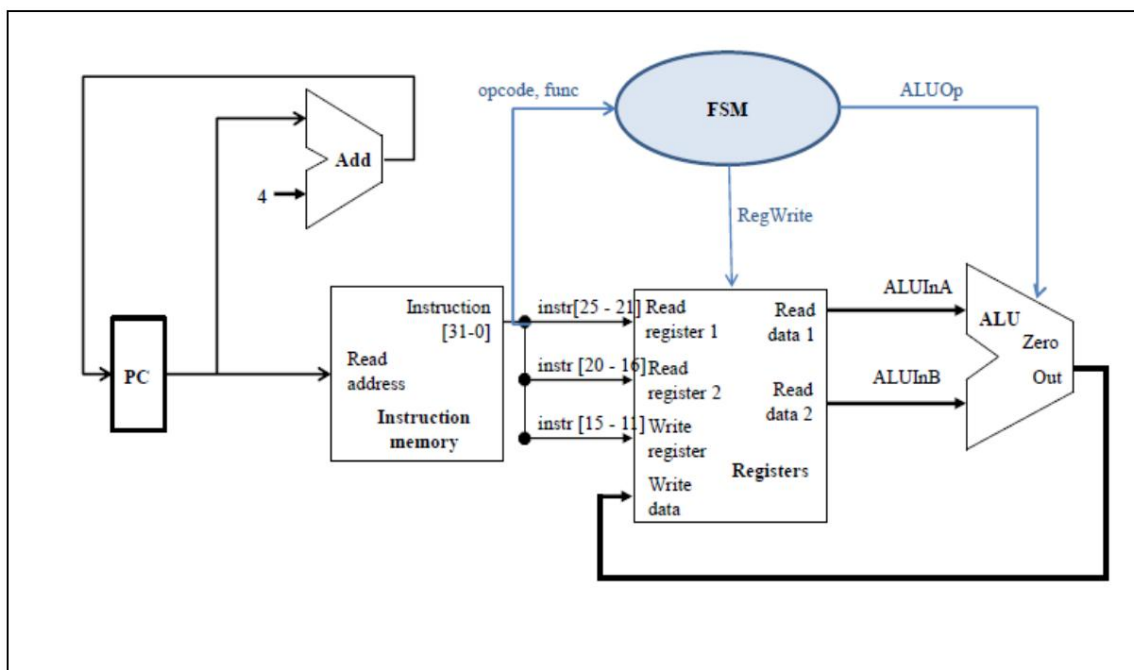 opcode, func
FSM
ALUOp
Add
4
RegWrite
PC
Instruction
[31-0]
Read
address
Instruction
memory
instr[25 - 21]
instr [20 - 16]
instr [15 - 11]
Read
register 1
Read
register 2
Write
register
Write
data
Read
data 1
Read
data 2
Registers
ALUInA
ALUInB
ALU
Zero
Out